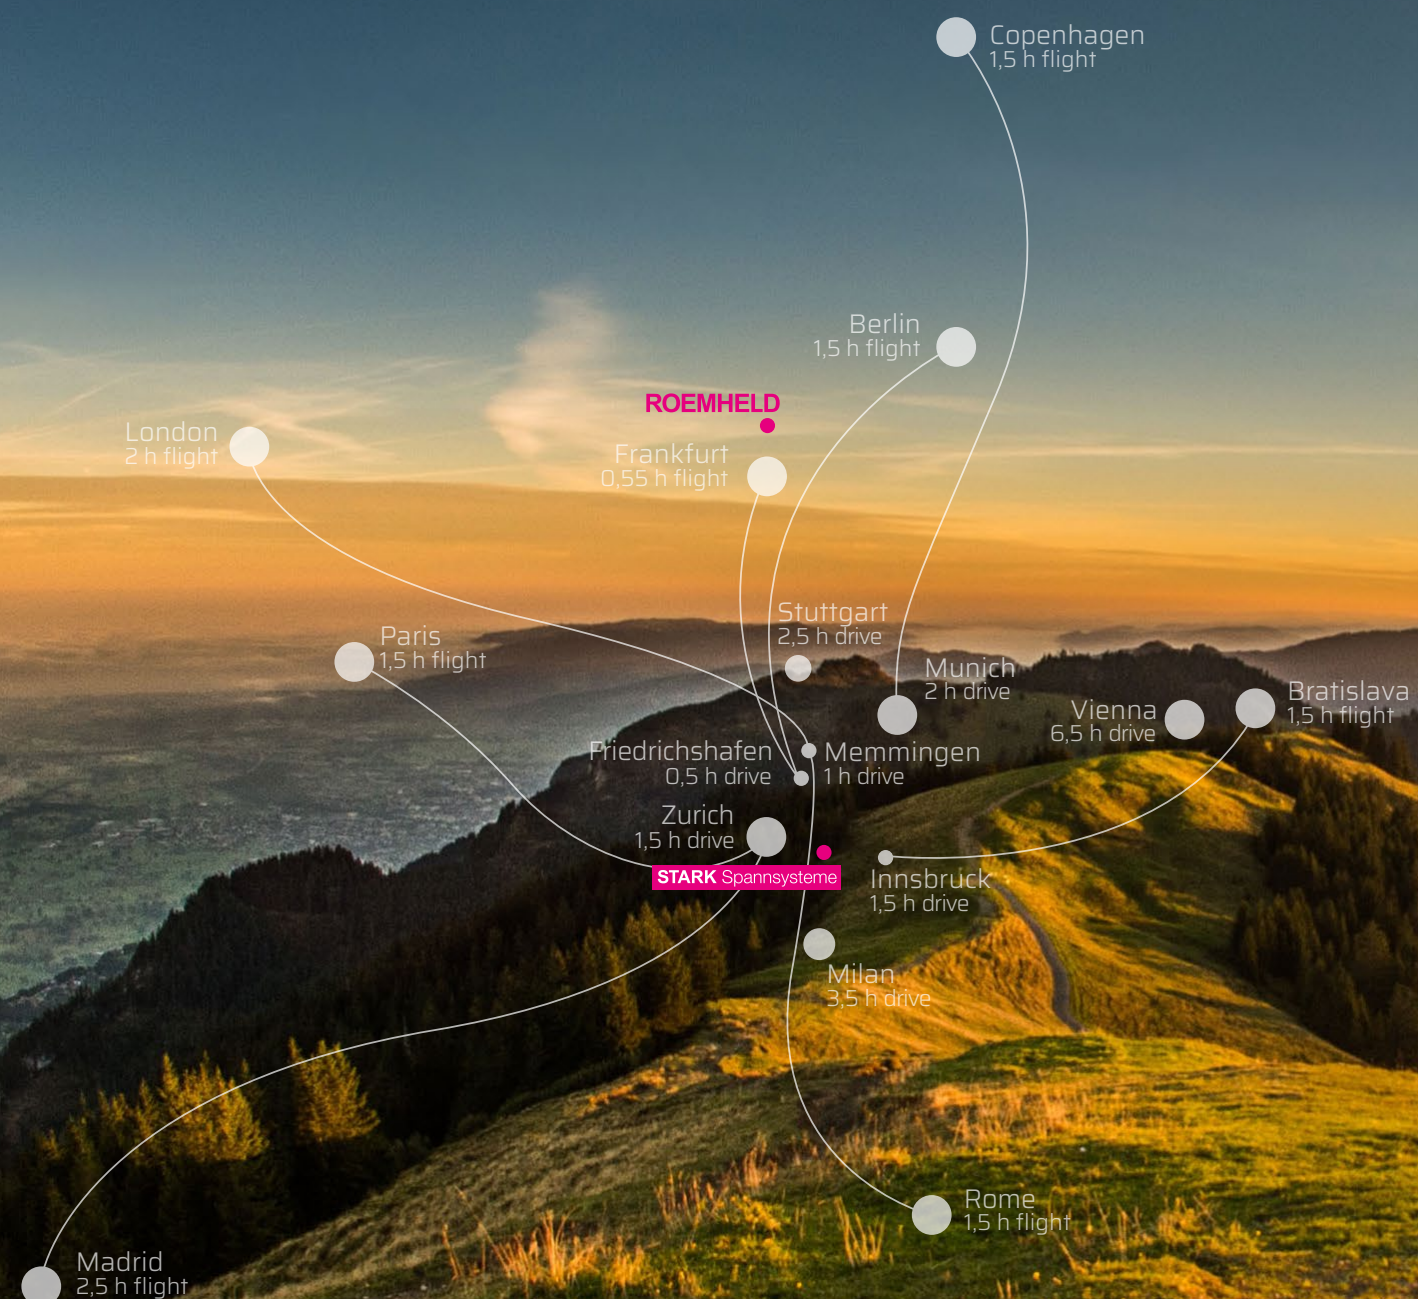 Copenhagen
1,5 h flight
Berlin
1,5 h flight
ROEMHELD
London
2 h flight
Frankfurt
0,55 h flight
Stuttgart
2,5 h drive
Paris
1,5 h flight
Munich
2 h drive
Bratislava
1,5 h flight
Vienna
6,5 h drive
Friedrichshafen
0,5 h drive
Memmingen
1 h drive
Zurich
1,5 h drive
STARK Spannsysteme
Innsbruck
1,5 h drive
Milan
3,5 h drive
Rome
1,5 h flight
Madrid
2,5 h flight